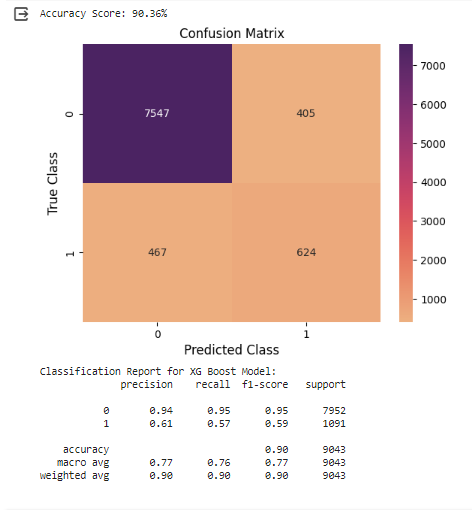 Accuracy Score: 90.36%
Confusion Matrix
7547 405
467 624
0
1
True Class
0 1
Predicted Class
7000
6000
5000
4000
3000
2000
1000
Classification Report for XG Boost Model:
precision recall f1-score support
0 0.94 0.95 0.95 7952
1 0.61 0.57 0.59 1091
accuracy 0.90 9043
macro avg 0.77 0.76 0.77 9043
weighted avg 0.90 0.90 0.90 9043